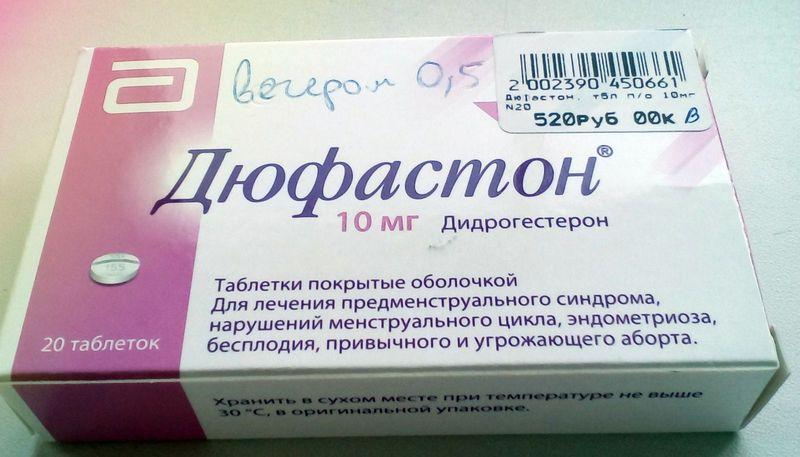 вечером 0,5
2 002390 450661
Дюфастон, тбл п/о 10мг
N20
520руб 00к В
Дюфастон®
10 мг Дидрогестерон
155
Таблетки покрытые оболочкой
Для лечения предменструального синдрома,
нарушений менструального цикла, эндометриоза,
бесплодия, привычного и угрожающего аборта.
20 таблеток
Хранить в сухом месте при температуре не выше
30 °С, в оригинальной упаковке.